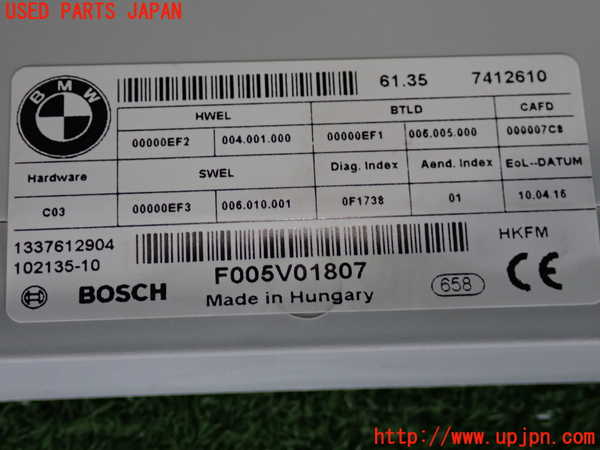 USED PARTS JAPAN
BMW
61.35 7412610
HWEL BTLD CAFD
00000EF2 004.001.000 00000EF1 006.005.000 000007C8
Hardware SWEL Diag. Index Aend. Index EoL--DATUM
C03 00000EF3 006.010.001 0F1738 01 10.04.15
1337612904 HKFM
102135-10 F005V01807
BOSCH Made in Hungary 658 CE
http://www.upjpn.com